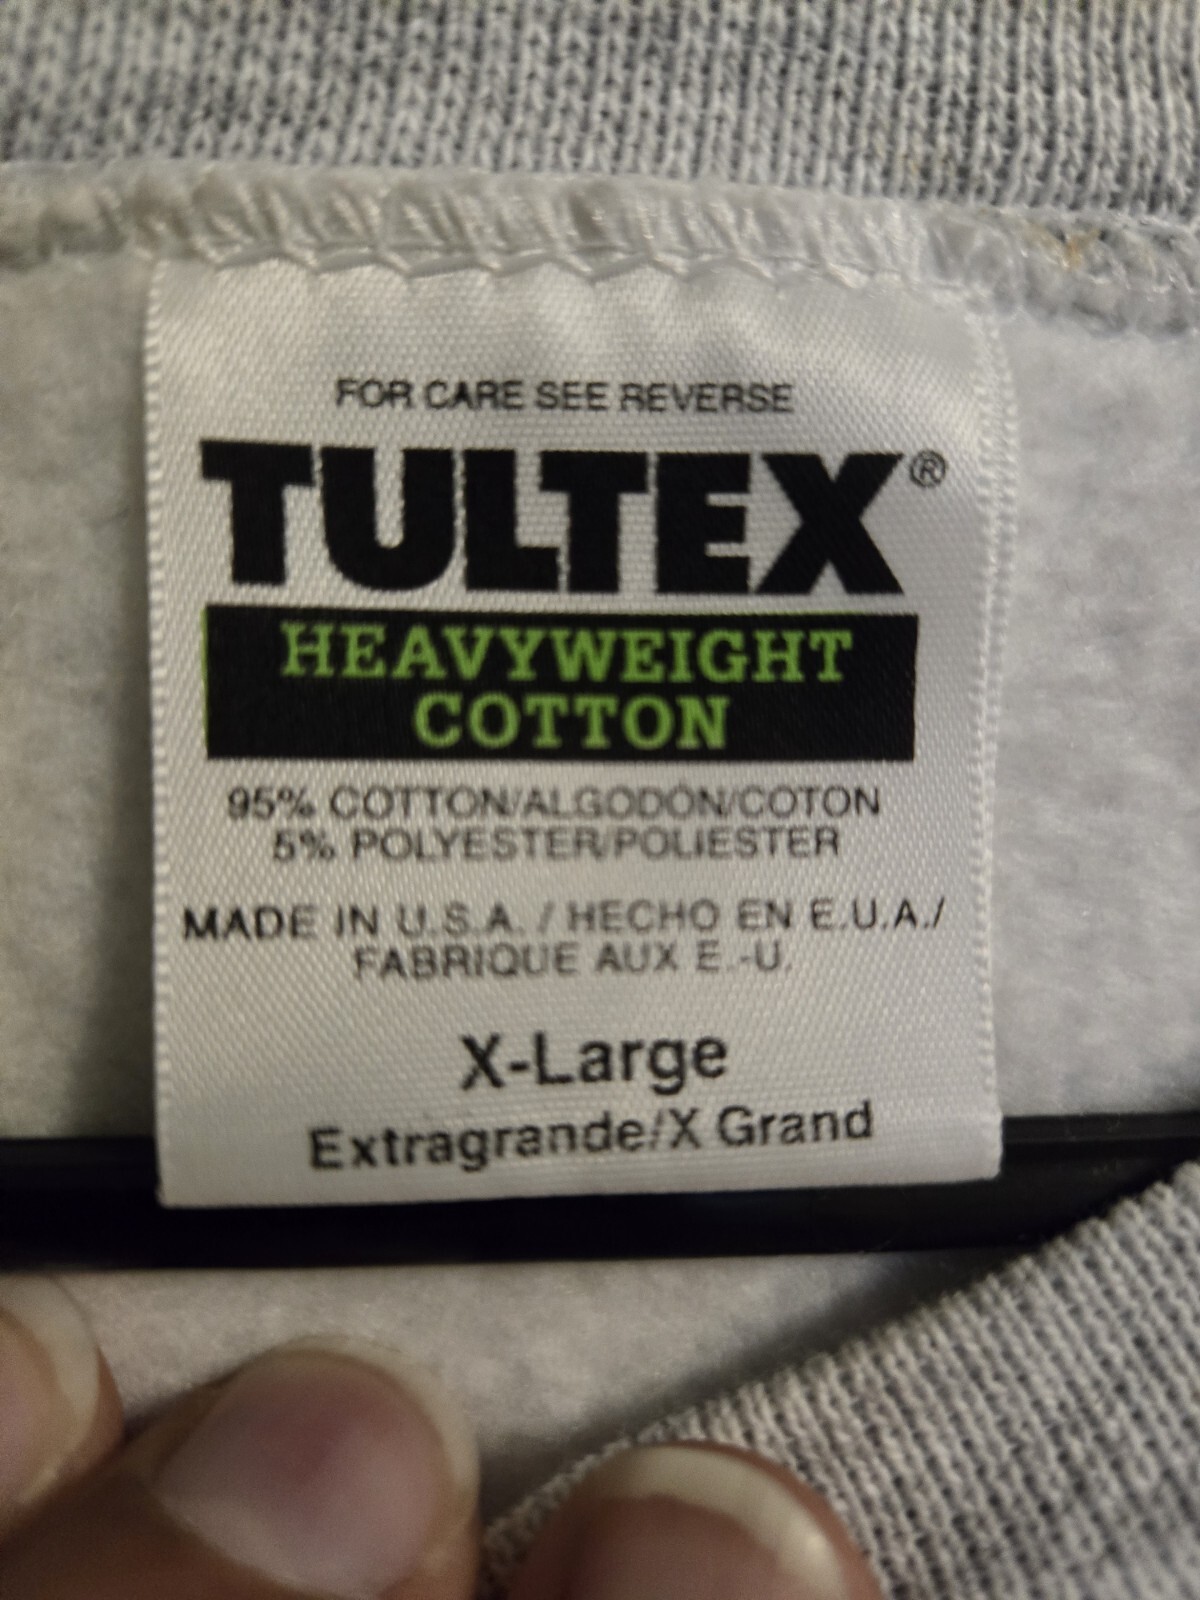 FOR CARE SEE REVERSE
TULTEX®
HEAVYWEIGHT
COTTON
95% COTTON/ALGODÓN/COTON
5% POLYESTER/POLIESTER
MADE IN U.S.A. / HECHO EN E.U.A./
FABRIQUE AUX E.-U.
X-Large
Extragrande/X Grand